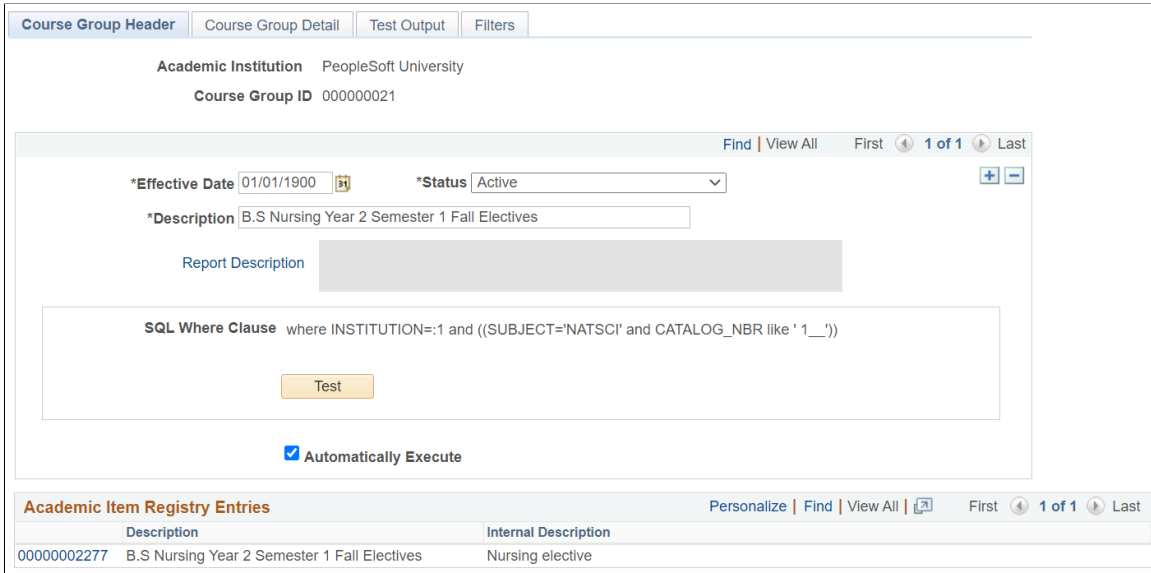 Course Group Header Course Group Detail Test Output Filters
Academic Institution PeopleSoft University
Course Group ID 000000021
Find | View All First 1 of 1 Last
*Effective Date 01/01/1900 31 *Status Active
*Description B.S Nursing Year 2 Semester 1 Fall Electives
Report Description
SQL Where Clause where INSTITUTION=:1 and ((SUBJECT='NATSCI' and CATALOG_NBR like ' 1__'))
Test
Automatically Execute
Academic Item Registry Entries Personalize | Find | View All | First 1 of 1 Last
Description Internal Description
00000002277 B.S Nursing Year 2 Semester 1 Fall Electives Nursing elective